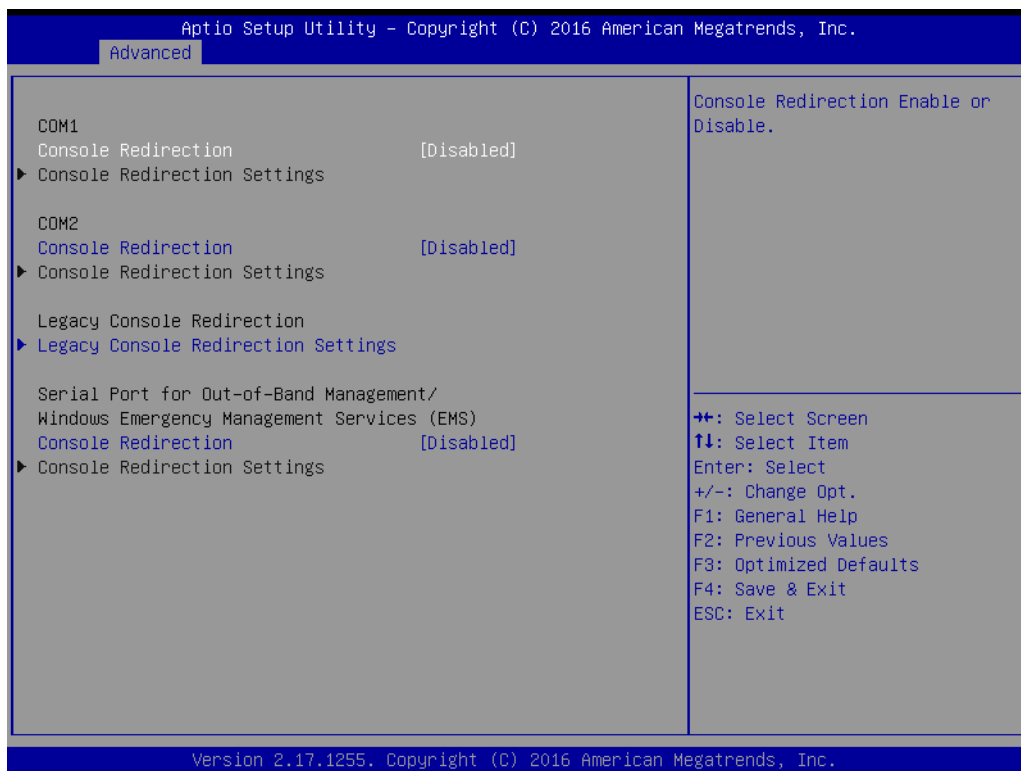 Aptio Setup Utility – Copyright (C) 2016 American Megatrends, Inc.
Advanced
COM1
Console Redirection [Disabled]
Console Redirection Settings
COM2
Console Redirection [Disabled]
Console Redirection Settings
Legacy Console Redirection
Legacy Console Redirection Settings
Serial Port for Out-of-Band Management/
Windows Emergency Management Services (EMS)
Console Redirection [Disabled]
Console Redirection Settings
Console Redirection Enable or
Disable.
→←: Select Screen
↑↓: Select Item
Enter: Select
+/-: Change Opt.
F1: General Help
F2: Previous Values
F3: Optimized Defaults
F4: Save & Exit
ESC: Exit
Version 2.17.1255. Copyright (C) 2016 American Megatrends, Inc.